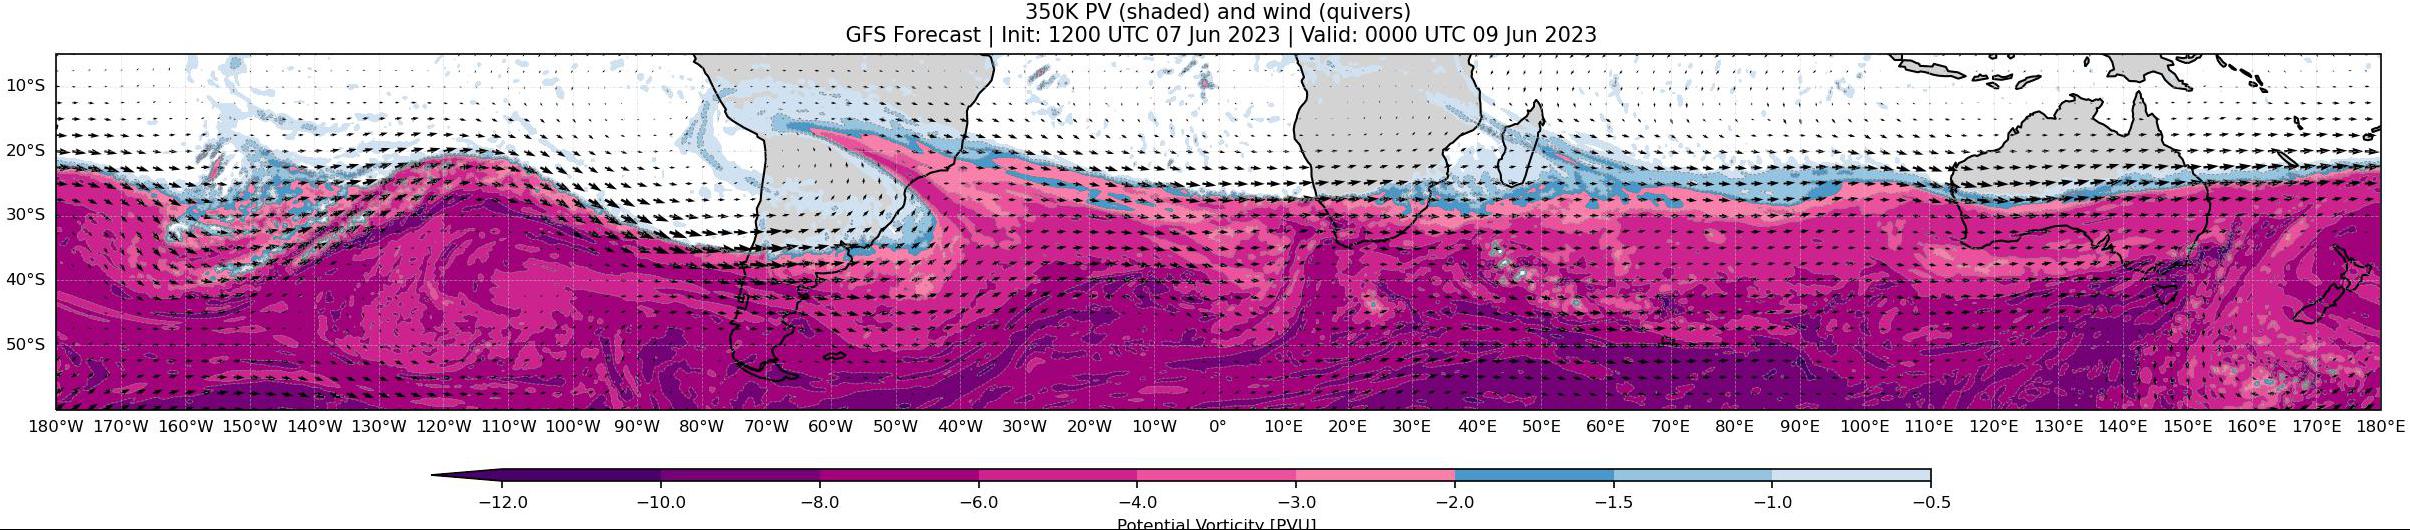 350K PV (shaded) and wind (quivers)
GFS Forecast | Init: 1200 UTC 07 Jun 2023 | Valid: 0000 UTC 09 Jun 2023
10°S
20°S
30°S
40°S
50°S
180°W 170°W 160°W 150°W 140°W 130°W 120°W 110°W 100°W 90°W 80°W 70°W 60°W 50°W 40°W 30°W 20°W 10°W 0° 10°E 20°E 30°E 40°E 50°E 60°E 70°E 80°E 90°E 100°E 110°E 120°E 130°E 140°E 150°E 160°E 170°E 180°E
−12.0 −10.0 −8.0 −6.0 −4.0 −3.0 −2.0 −1.5 −1.0 −0.5
Potential Vorticity [PVU]